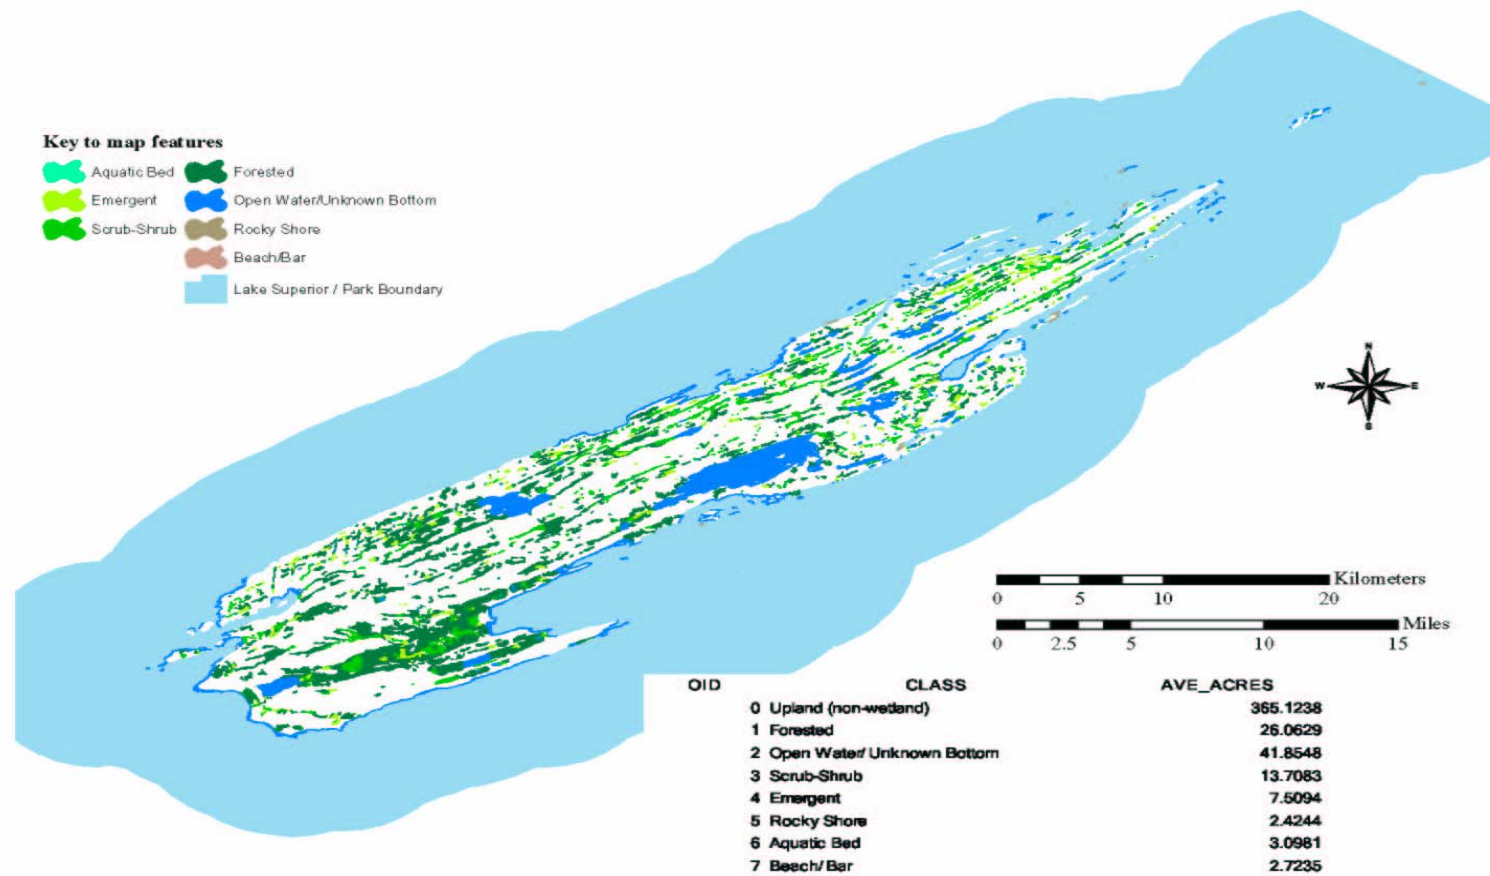 Key to map features
Aquatic Bed Forested
Emergent Open Water/Unknown Bottom
Scrub-Shrub Rocky Shore
Beach/Bar
Lake Superior / Park Boundary
N
W E
S
Kilometers
0 5 10 20
Miles
0 2.5 5 10 15
OID CLASS AVE_ACRES
0 Upland (non-wetland) 365.1238
1 Forested 26.0629
2 Open Water/ Unknown Bottom 41.8548
3 Scrub-Shrub 13.7083
4 Emergent 7.5094
5 Rocky Shore 2.4244
6 Aquatic Bed 3.0981
7 Beach/ Bar 2.7235